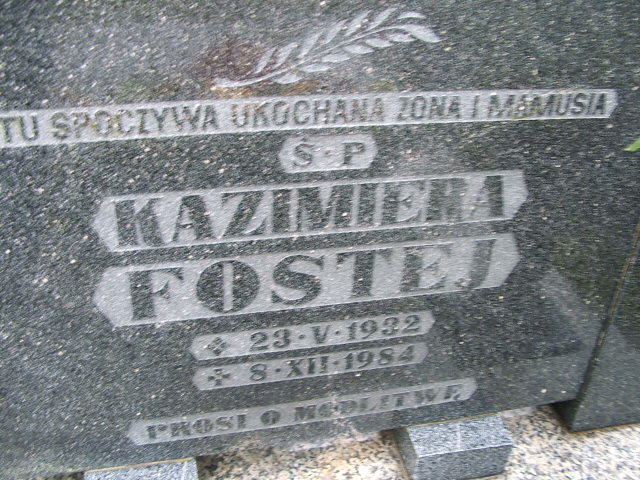 TU SPOCZYWA UKOCHANA ŻONA I MAMUSIA
Ś·P
KAZIMIERA
FOSTEJ
23·V·1932
8·XII·1984
PROSI O MODLITWĘ